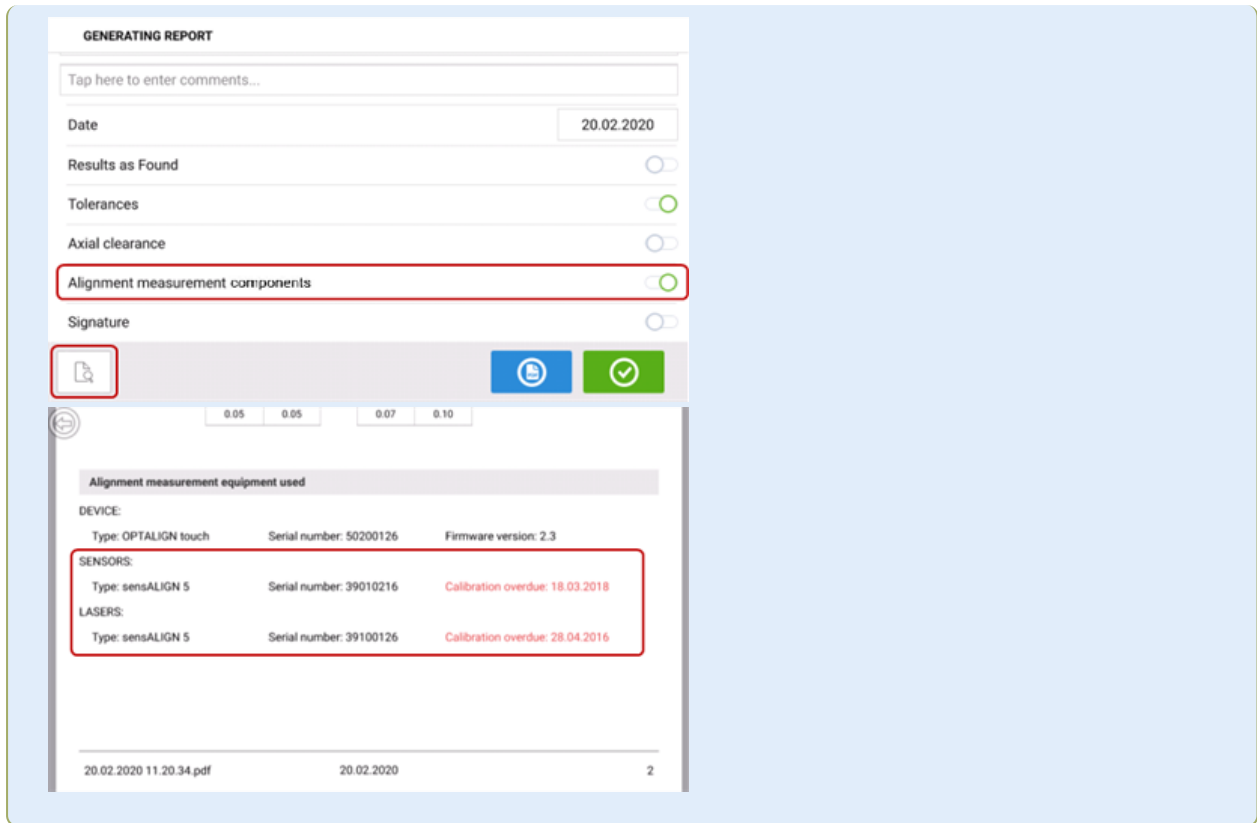 GENERATING REPORT
Tap here to enter comments...
Date 20.02.2020
Results as Found
Tolerances
Axial clearance
Alignment measurement components
Signature
0.05 0.05 0.07 0.10
Alignment measurement equipment used
DEVICE:
Type: OPTALIGN touch Serial number: 50200126 Firmware version: 2.3
SENSORS:
Type: sensALIGN 5 Serial number: 39010216 Calibration overdue: 18.03.2018
LASERS:
Type: sensALIGN 5 Serial number: 39100126 Calibration overdue: 28.04.2016
20.02.2020 11.20.34.pdf 20.02.2020 2